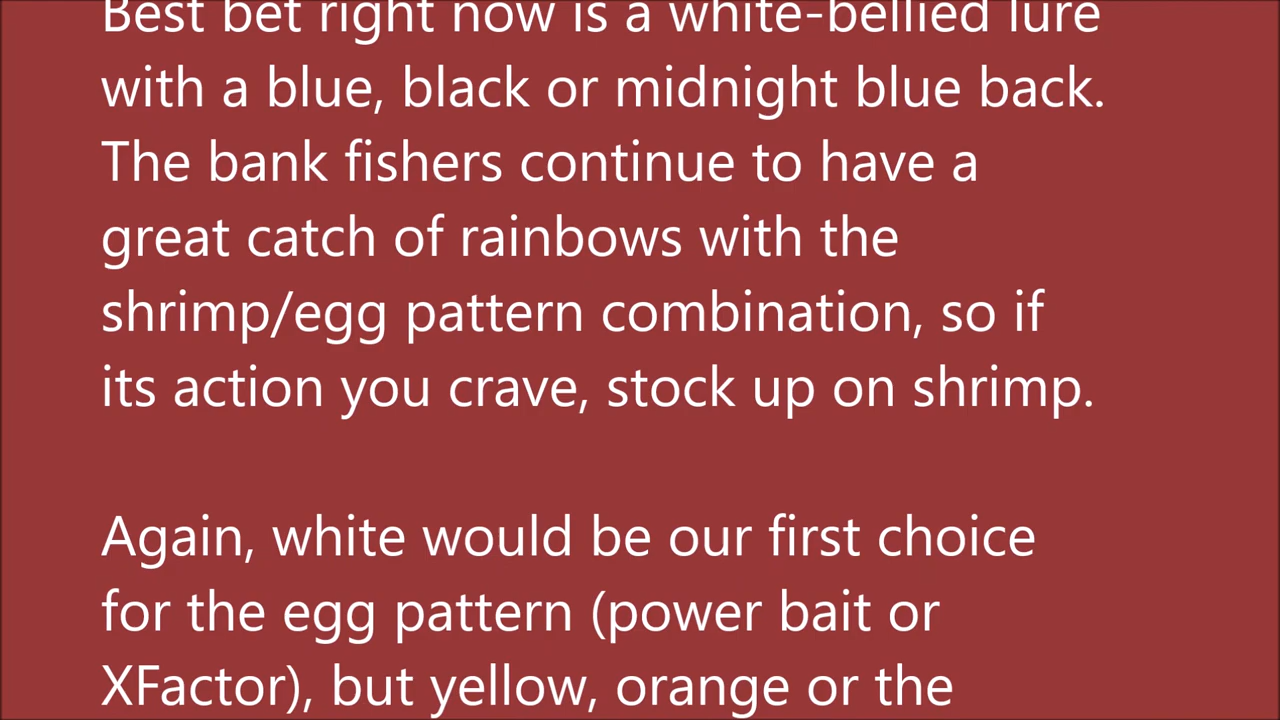 Best bet right now is a white-bellied lure
with a blue, black or midnight blue back.
The bank fishers continue to have a
great catch of rainbows with the
shrimp/egg pattern combination, so if
its action you crave, stock up on shrimp.
Again, white would be our first choice
for the egg pattern (power bait or
XFactor), but yellow, orange or the